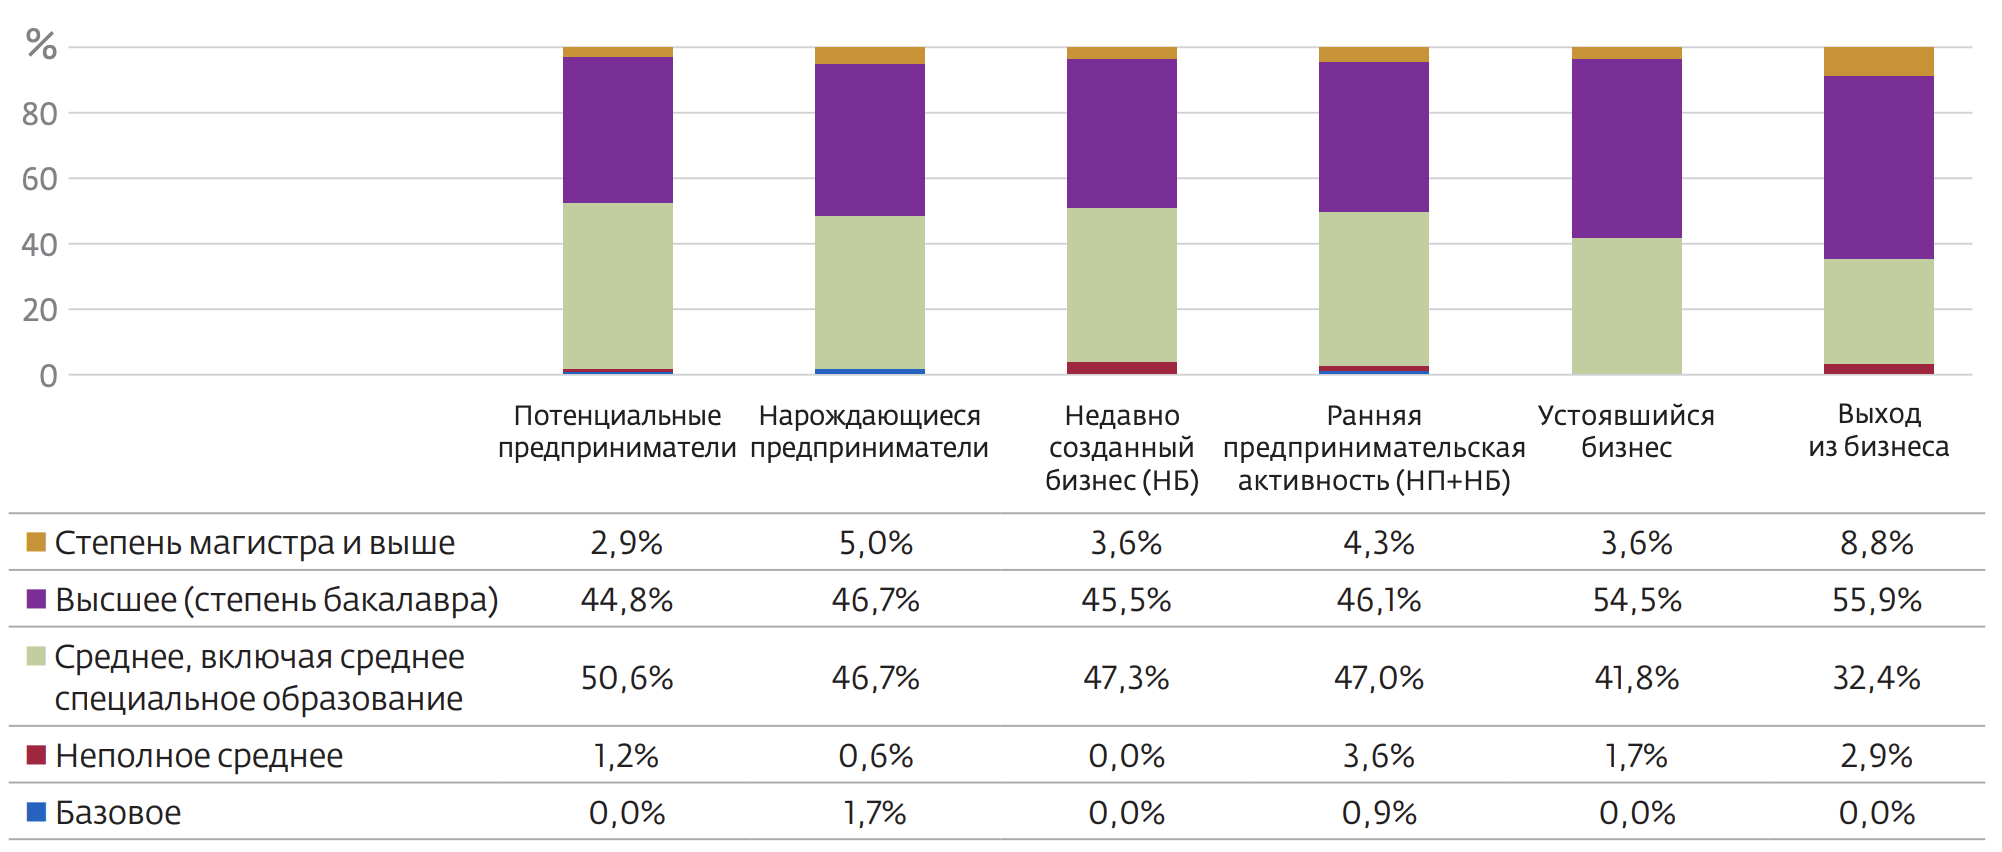 %
80
60
40
20
0
Потенциальные предприниматели
Нарождающиеся предприниматели
Недавно созданный бизнес (НБ)
Ранняя предпринимательская активность (НП+НБ)
Устоявшийся бизнес
Выход из бизнеса
Степень магистра и выше 2,9% 5,0% 3,6% 4,3% 3,6% 8,8%
Высшее (степень бакалавра) 44,8% 46,7% 45,5% 46,1% 54,5% 55,9%
Среднее, включая среднее
специальное образование 50,6% 46,7% 47,3% 47,0% 41,8% 32,4%
Неполное среднее 1,2% 0,6% 0,0% 3,6% 1,7% 2,9%
Базовое 0,0% 1,7% 0,0% 0,9% 0,0% 0,0%